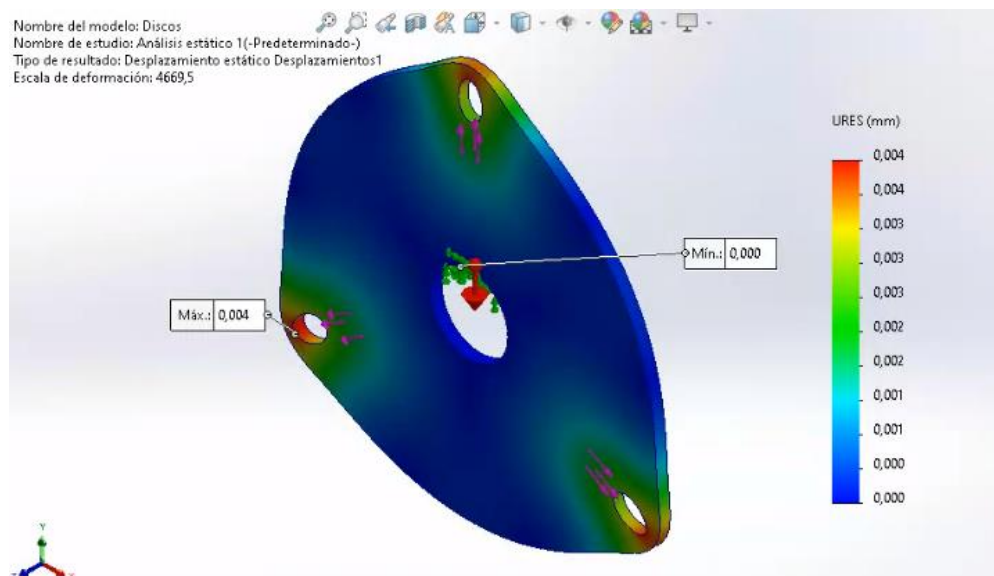 Nombre del modelo: Discos
Nombre de estudio: Análisis estático 1(-Predeterminado-)
Tipo de resultado: Desplazamiento estático Desplazamientos1
Escala de deformación: 4669,5
URES (mm)
0,004
0,004
0,003
0,003
0,003
0,002
0,002
0,001
0,001
0,000
0,000
Mín.: 0,000
Máx.: 0,004
Y